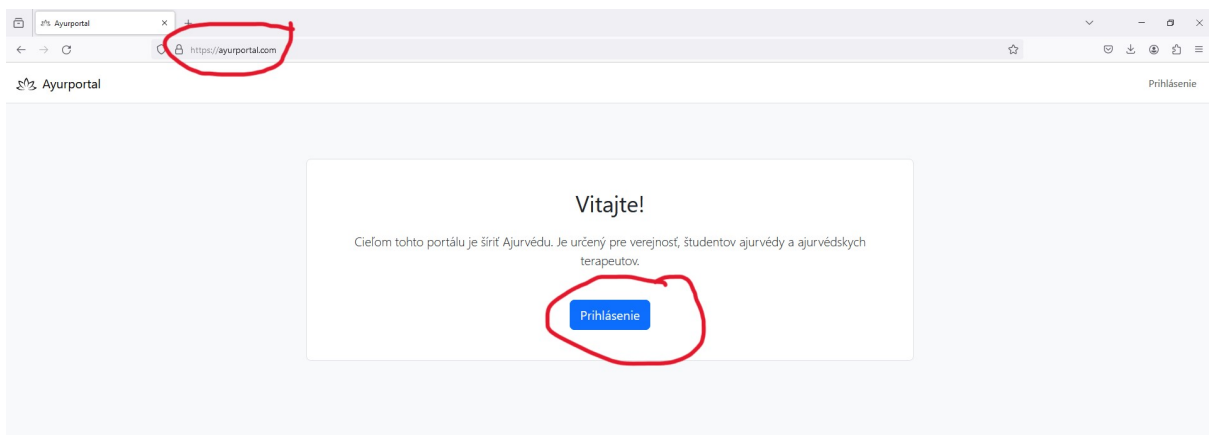 Ayurportal
https://ayurportal.com
Ayurportal
Prihlásenie
Vitajte!
Cieľom tohto portálu je šíriť Ajurvédu. Je určený pre verejnosť, študentov ajurvédy a ajurvédskych
terapeutov.
Prihlásenie